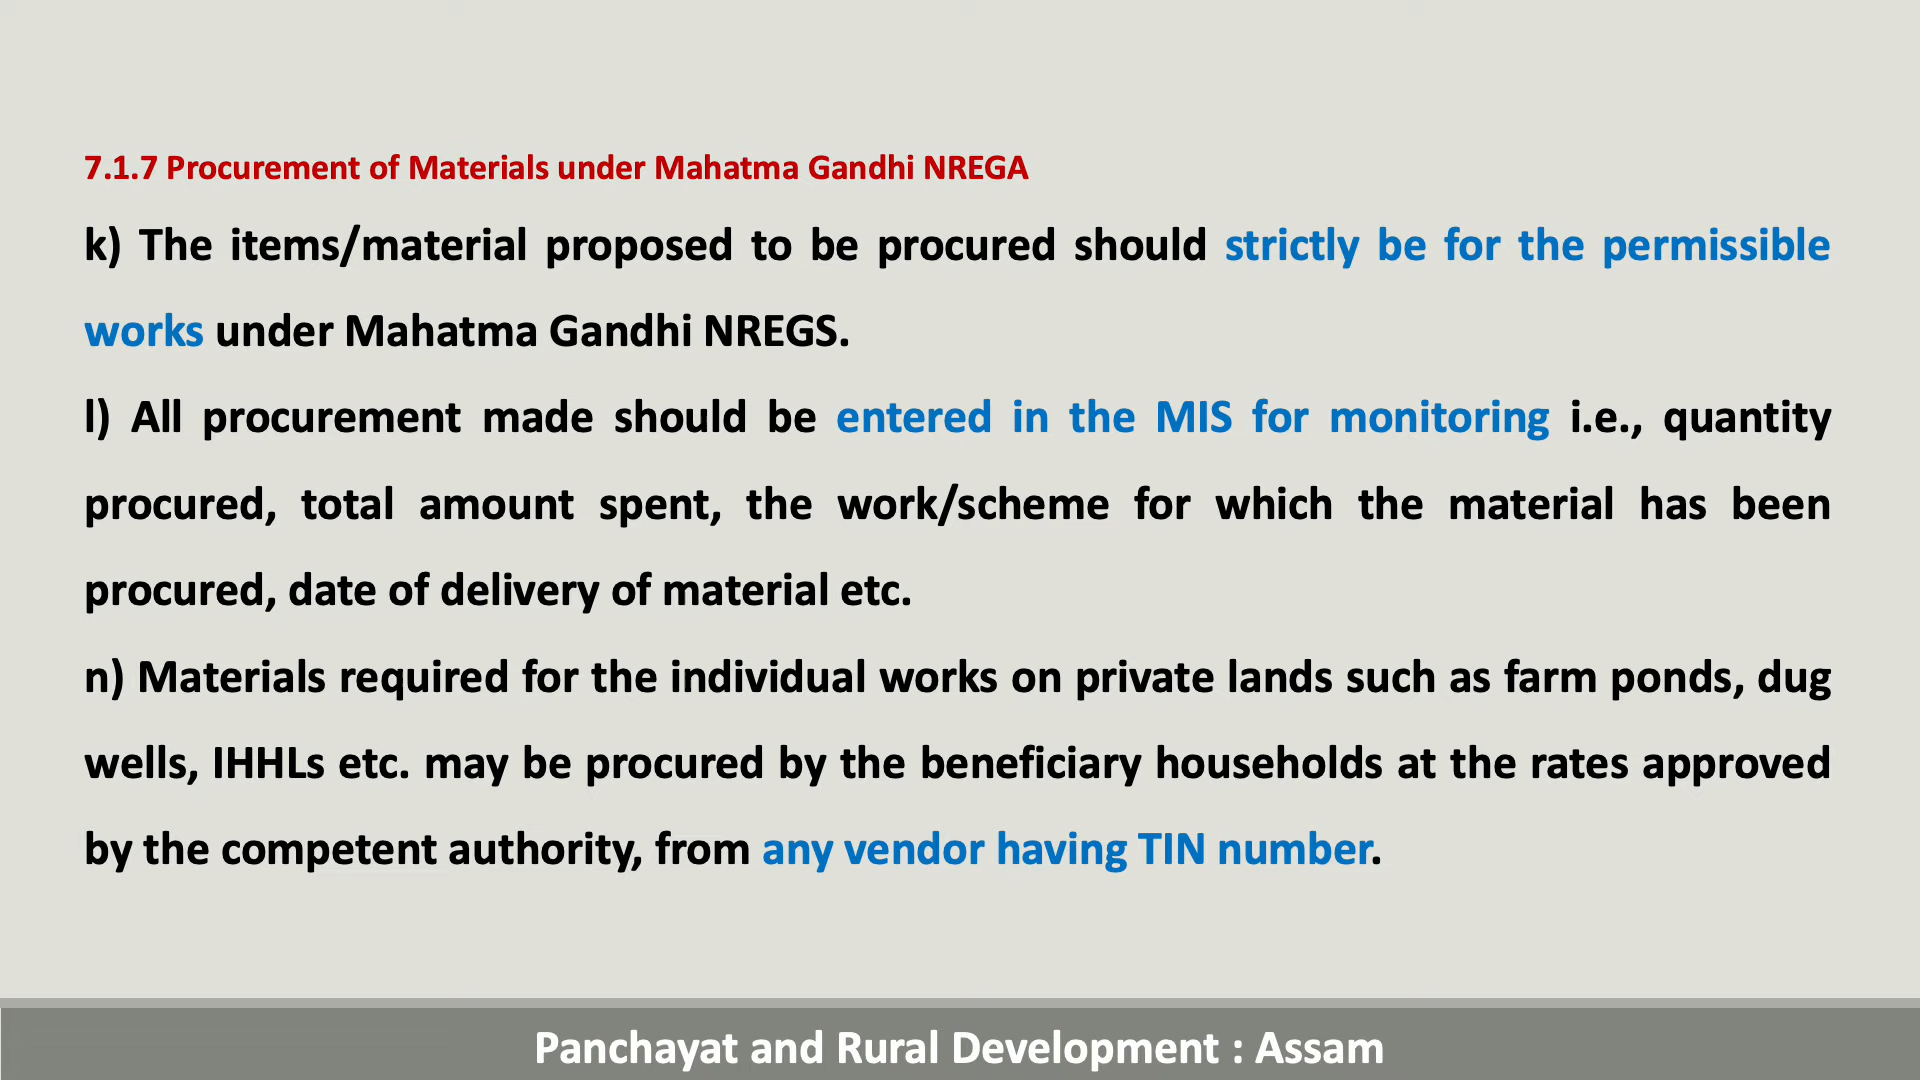 7.1.7 Procurement of Materials under Mahatma Gandhi NREGA
k) The items/material proposed to be procured should strictly be for the permissible
works under Mahatma Gandhi NREGS.
l) All procurement made should be entered in the MIS for monitoring i.e., quantity
procured, total amount spent, the work/scheme for which the material has been
procured, date of delivery of material etc.
n) Materials required for the individual works on private lands such as farm ponds, dug
wells, IHHLs etc. may be procured by the beneficiary households at the rates approved
by the competent authority, from any vendor having TIN number.
Panchayat and Rural Development : Assam